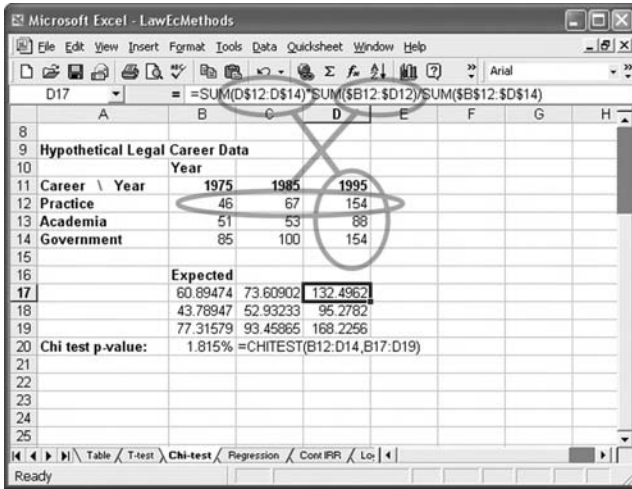 Microsoft Excel - LawEcMethods
File Edit View Insert Format Tools Data Quicksheet Window Help
Arial
D17 = =SUM(D$12:D$14)*SUM($B12:$D12)/SUM($B$12:$D$14)
A B C D E F G H
8
9 Hypothetical Legal Career Data
10 Year
11 Career \ Year 1975 1985 1995
12 Practice 46 67 154
13 Academia 51 53 88
14 Government 85 100 154
15
16 Expected
17 60.89474 73.60902 132.4962
18 43.78947 52.93233 95.2782
19 77.31579 93.45865 168.2256
20 Chi test p-value: 1.815% =CHITEST(B12:D14,B17:D19)
21
22
23
24
25
Table T-test Chi-test Regression Cont IRR Lo
Ready